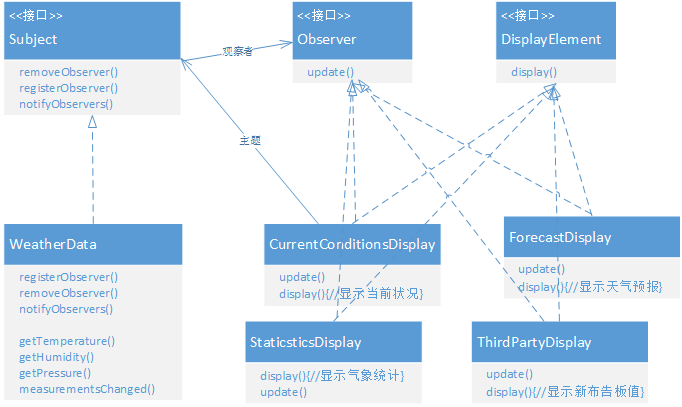 <<接口>>
Subject
removeObserver()
registerObserver()
notifyObservers()
观察者
<<接口>>
Observer
update()
<<接口>>
DisplayElement
display()
主题
WeatherData
registerObserver()
removeObserver()
notifyObservers()
getTemperature()
getHumidity()
getPressure()
measurementsChanged()
CurrentConditionsDisplay
update()
display(){//显示当前状况}
ForecastDisplay
update()
display(){//显示天气预报}
StaticsticsDisplay
display(){//显示气象统计}
update()
ThirdPartyDisplay
update()
display(){//显示新布告板值}